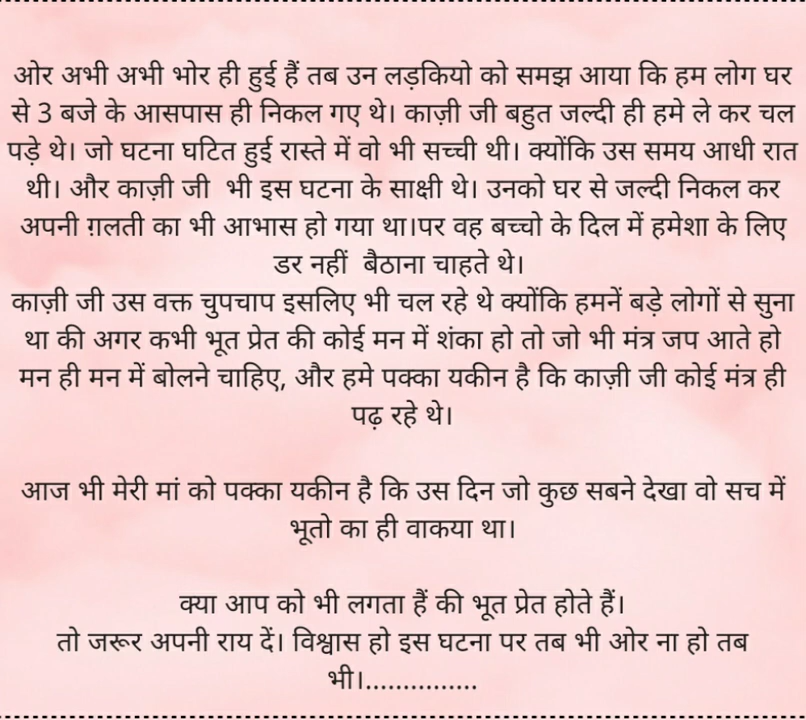 ओर अभी अभी भोर ही हुई हैं तब उन लड़कियो को समझ आया कि हम लोग घर
से 3 बजे के आसपास ही निकल गए थे। काज़ी जी बहुत जल्दी ही हमे ले कर चल
पड़े थे। जो घटना घटित हुई रास्ते में वो भी सच्ची थी। क्योंकि उस समय आधी रात
थी। और काज़ी जी भी इस घटना के साक्षी थे। उनको घर से जल्दी निकल कर
अपनी ग़लती का भी आभास हो गया था।पर वह बच्चो के दिल में हमेशा के लिए
डर नहीं बैठाना चाहते थे।
काज़ी जी उस वक्त चुपचाप इसलिए भी चल रहे थे क्योंकि हमनें बड़े लोगों से सुना
था की अगर कभी भूत प्रेत की कोई मन में शंका हो तो जो भी मंत्र जप आते हो
मन ही मन में बोलने चाहिए, और हमे पक्का यकीन है कि काज़ी जी कोई मंत्र ही
पढ़ रहे थे।
आज भी मेरी मां को पक्का यकीन है कि उस दिन जो कुछ सबने देखा वो सच में
भूतो का ही वाकया था।
क्या आप को भी लगता हैं की भूत प्रेत होते हैं।
तो जरूर अपनी राय दें। विश्वास हो इस घटना पर तब भी ओर ना हो तब
भी।...............